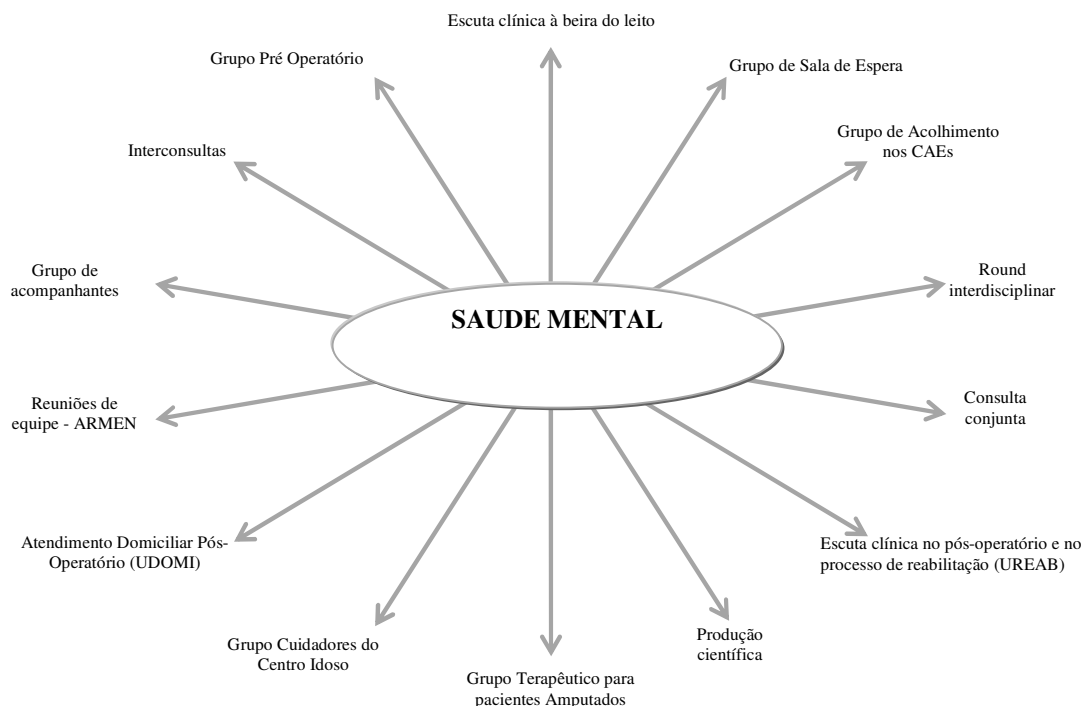 Escuta clínica à beira do leito
Grupo Pré Operatório
Grupo de Sala de Espera
Interconsultas
Grupo de Acolhimento
nos CAEs
Grupo de
acompanhantes
Round
interdisciplinar
SAUDE MENTAL
Reuniões de
equipe - ARMEN
Consulta
conjunta
Atendimento Domiciliar Pós-
Operatório (UDOMI)
Escuta clínica no pós-operatório e no
processo de reabilitação (UREAB)
Grupo Cuidadores do
Centro Idoso
Produção
científica
Grupo Terapêutico para
pacientes Amputados